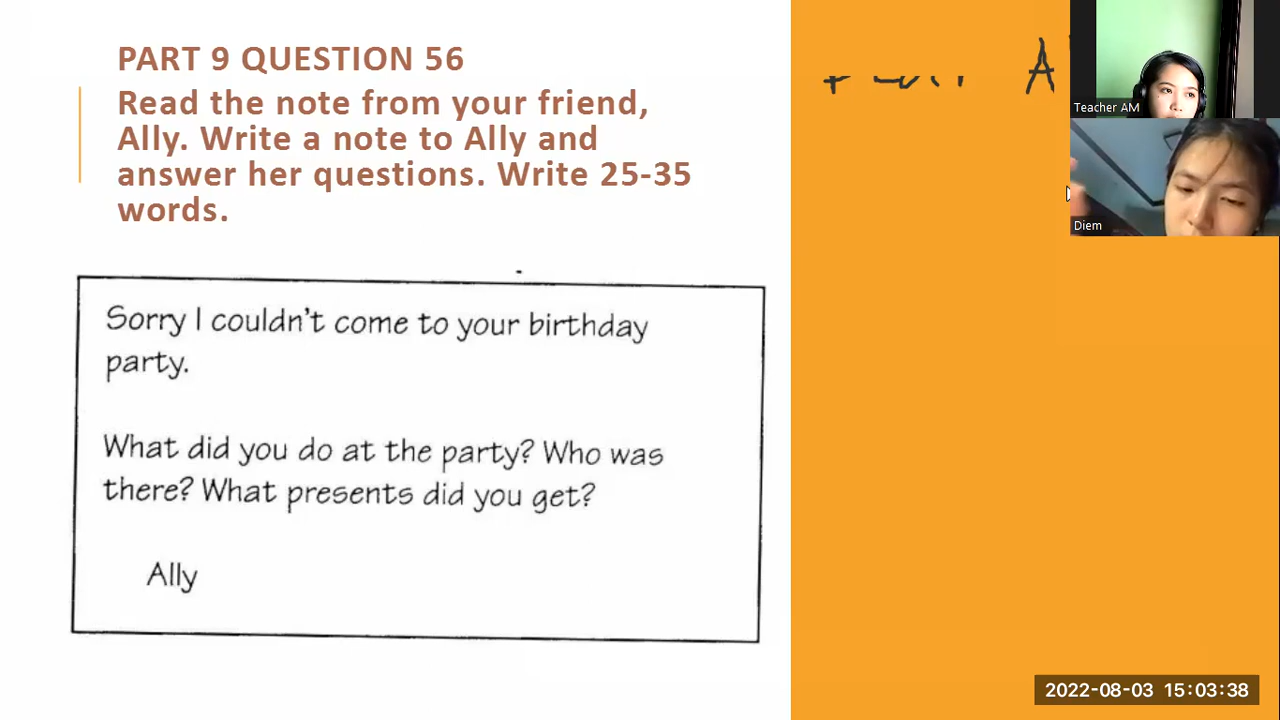 PART 9 QUESTION 56
Read the note from your friend,
Ally. Write a note to Ally and
answer her questions. Write 25-35
words.
Sorry I couldn't come to your birthday
party.
What did you do at the party? Who was
there? What presents did you get?
Ally
A
Teacher AM
Diem
2022-08-03 15:03:38